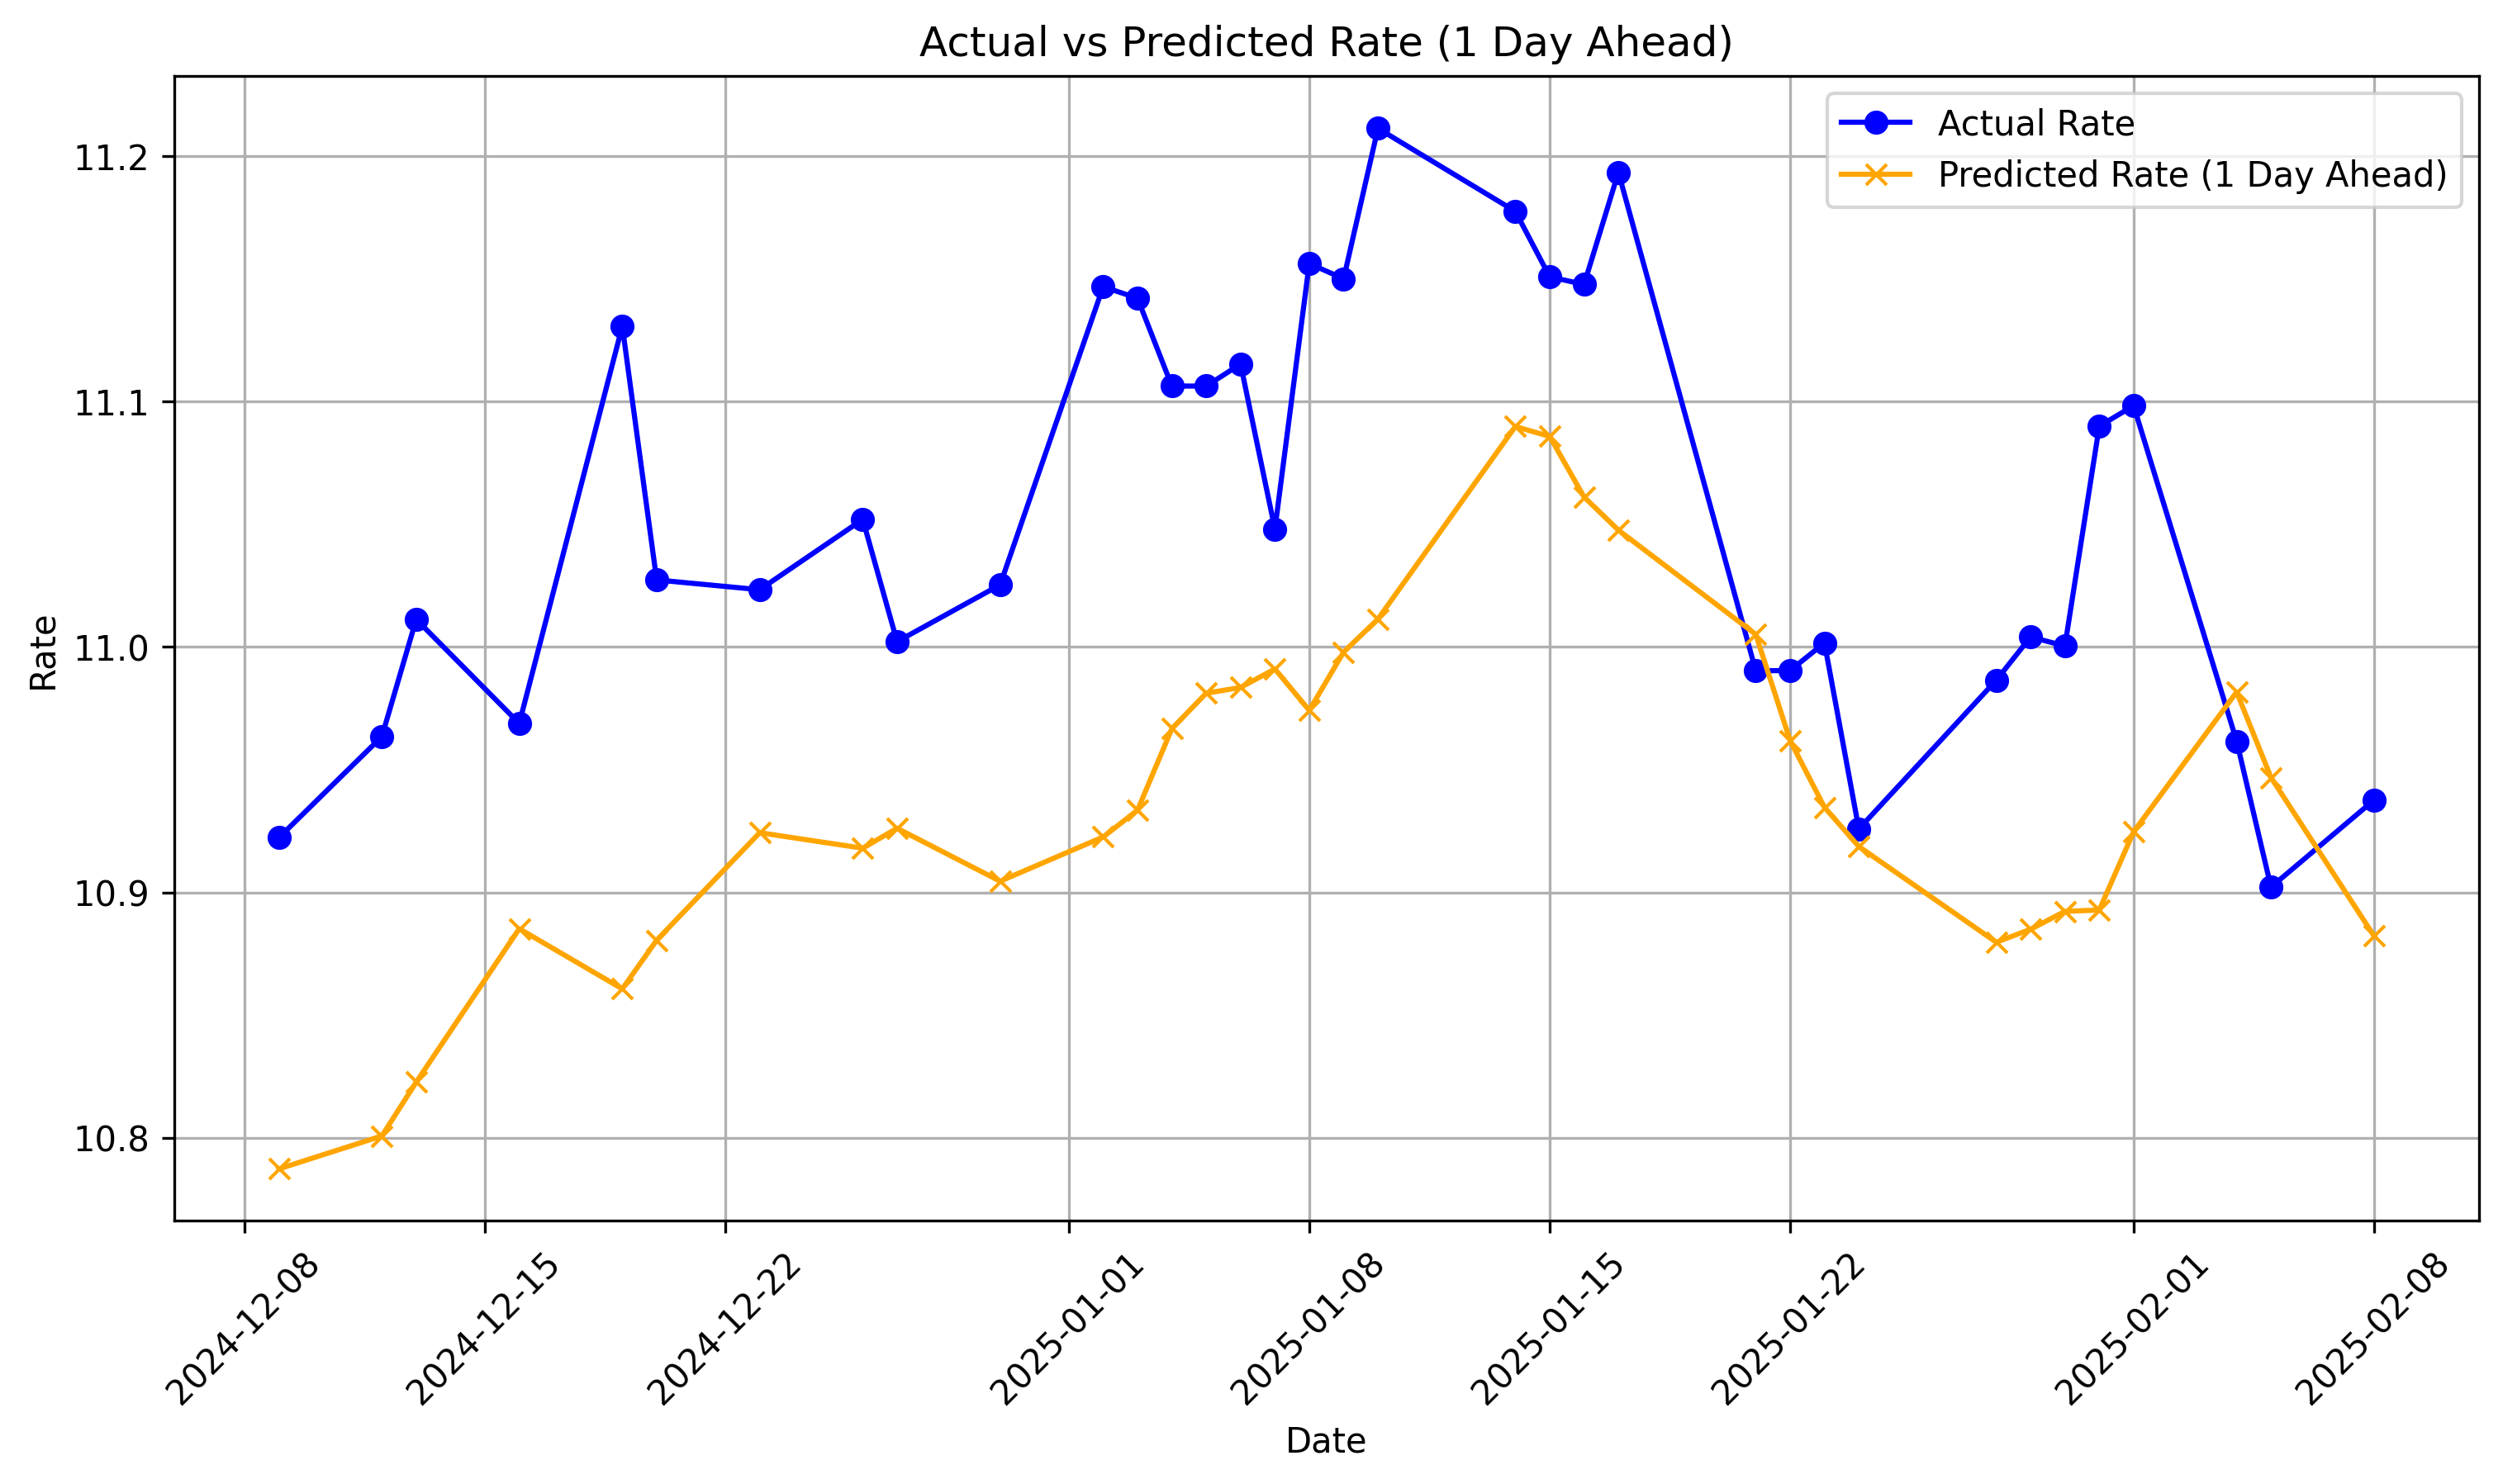 Actual vs Predicted Rate (1 Day Ahead)
Actual Rate
Predicted Rate (1 Day Ahead)
Rate
11.2
11.1
11.0
10.9
10.8
2024-12-08
2024-12-15
2024-12-22
2025-01-01
2025-01-08
2025-01-15
2025-01-22
2025-02-01
2025-02-08
Date